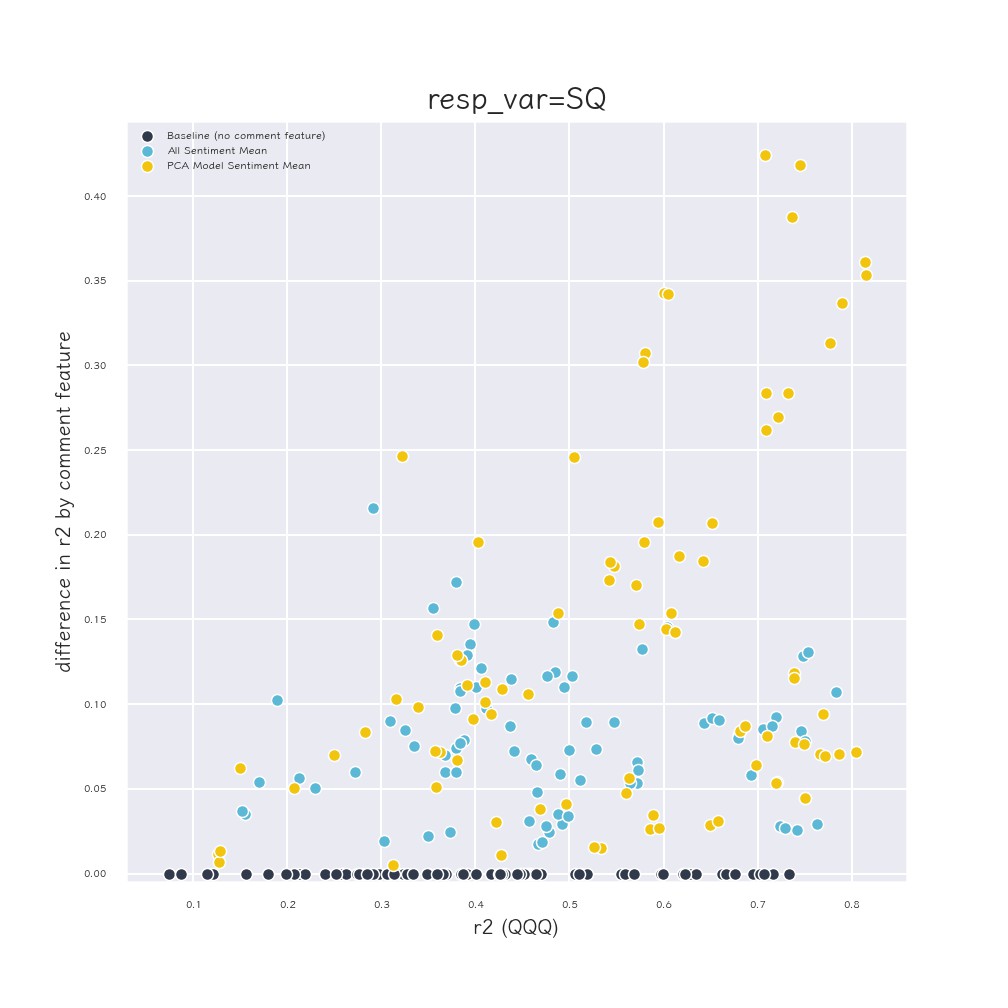 resp_var=SQ
Baseline (no comment feature)
All Sentiment Mean
PCA Model Sentiment Mean
difference in r2 by comment feature
0.40
0.35
0.30
0.25
0.20
0.15
0.10
0.05
0.00
0.1 0.2 0.3 0.4 0.5 0.6 0.7 0.8
r2 (QQQ)